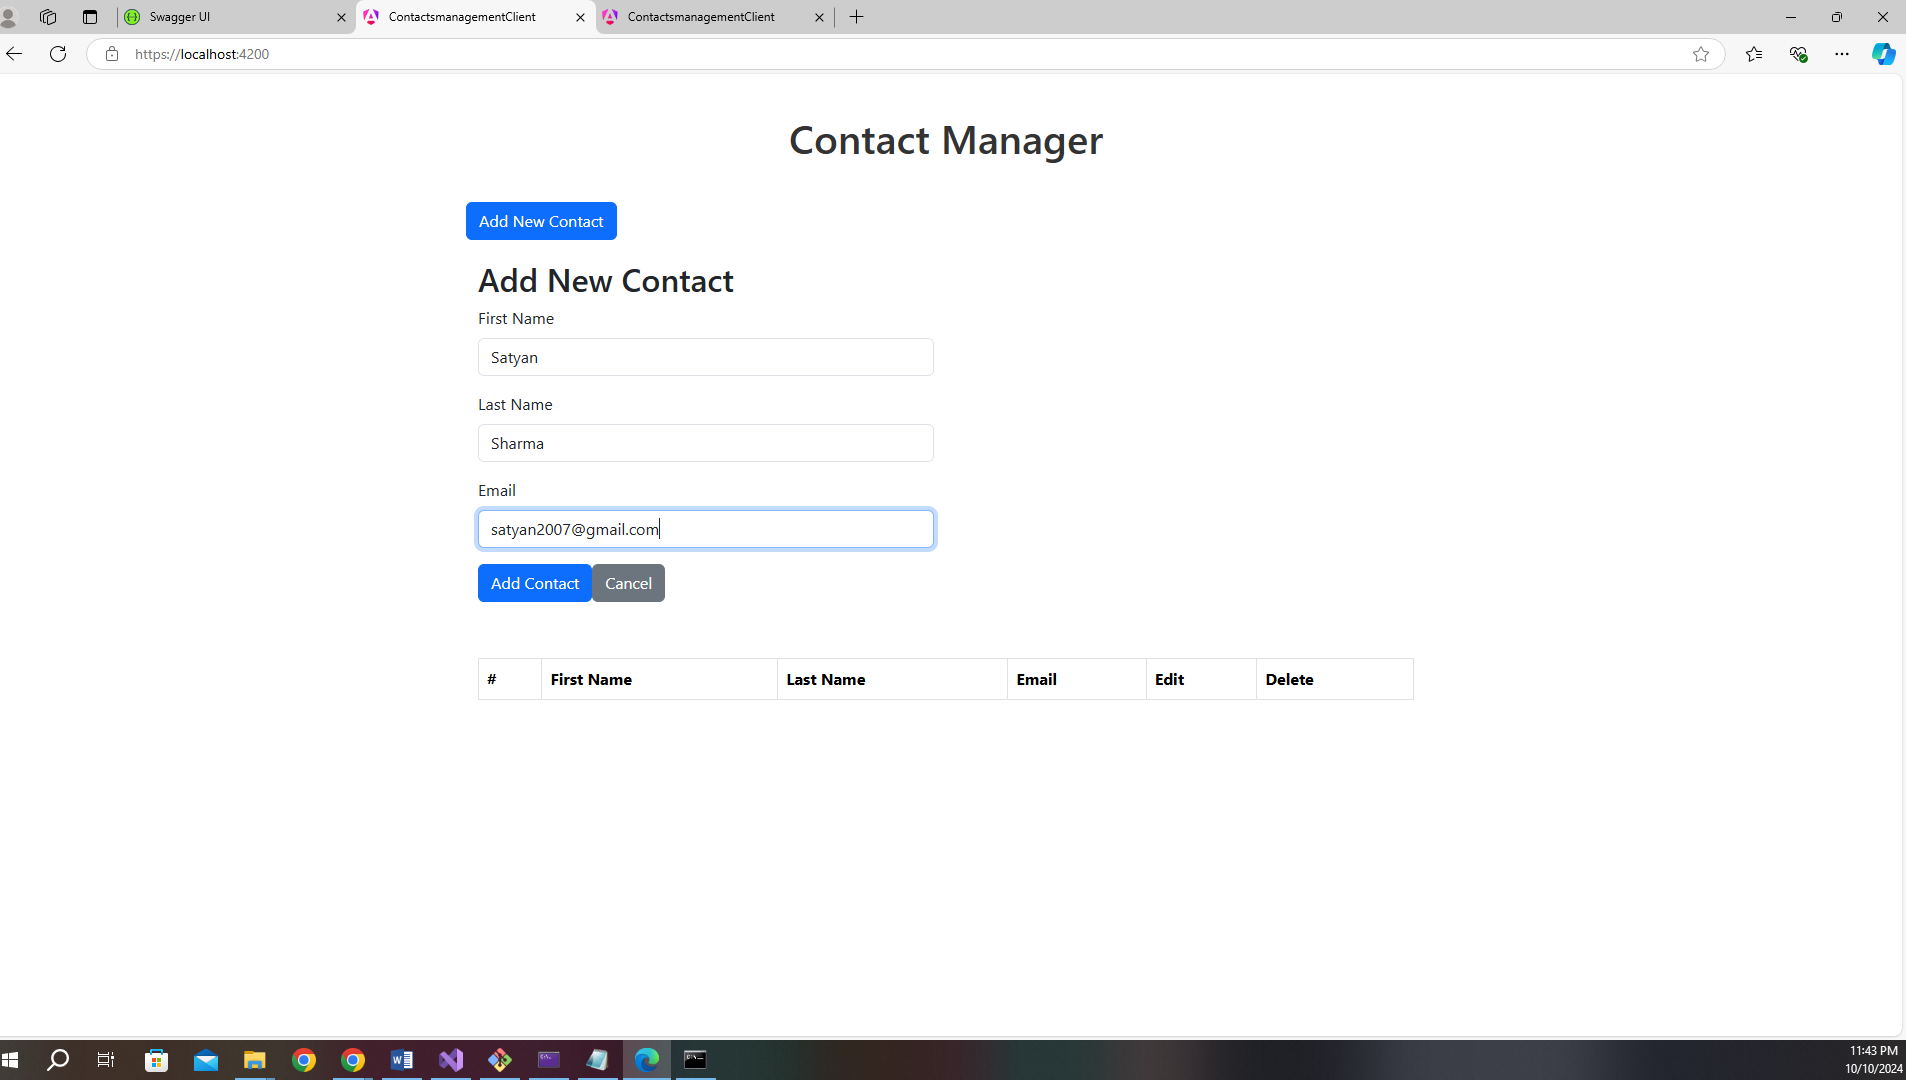 Swagger UI
ContactsmanagementClient
ContactsmanagementClient
https://localhost:4200
Contact Manager
Add New Contact
Add New Contact
First Name
Satyan
Last Name
Sharma
Email
satyan2007@gmail.com
Add Contact Cancel
# First Name Last Name Email Edit Delete
11:43 PM
10/10/2024